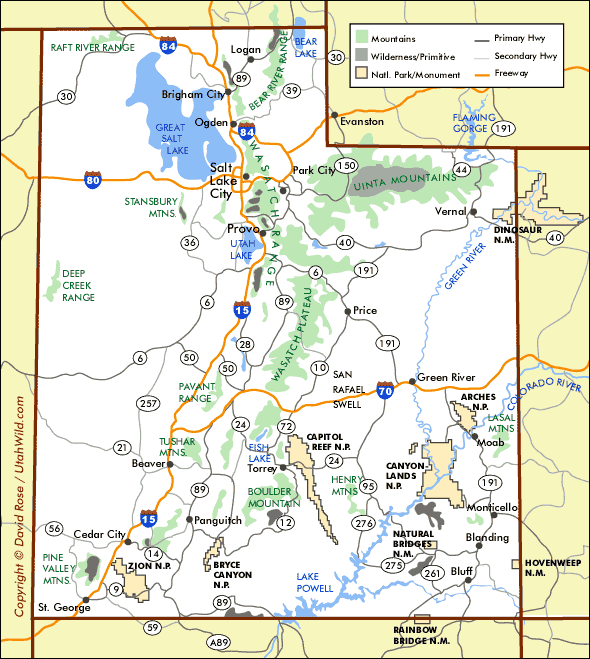 RAFT RIVER RANGE
84
Logan
BEAR RIVER RANGE
BEAR
LAKE
30
Mountains
Wilderness/Primitive
Natl. Park/Monument
Primary Hwy
Secondary Hwy
Freeway
89
30
Brigham City
39
GREAT
SALT
LAKE
Ogden
84
Evanston
FLAMING
GORGE
191
WASATCH RANGE
80
Salt
Lake
City
Park City
150
44
UINTA MOUNTAINS
STANSBURY
MTNS.
Vernal
DINOSAUR
N.M.
40
Provo
36
UTAH
LAKE
40
GREEN RIVER
DEEP
CREEK
RANGE
6
191
6
15
89
WASATCH PLATEAU
Price
28
191
6
50
50
10
SAN
RAFAEL
SWELL
70
Green River
COLORADO RIVER
PAVANT
RANGE
257
ARCHES
N.P.
LASAL
MTNS
24
72
CAPITOL
REEF N.P.
21
TUSHAR
MTNS.
FISH
LAKE
Moab
Beaver
Torrey
24
CANYON
LANDS
N.P.
89
BOULDER
MOUNTAIN
HENRY
MTNS
95
191
15
Panguitch
12
276
Monticello
56
Cedar City
NATURAL
BRIDGES
N.M.
Blanding
14
PINE
VALLEY
MTNS.
ZION N.P.
BRYCE
CANYON
N.P.
275
261
Bluff
HOVENWEEP
N.M.
9
LAKE
POWELL
St. George
89
59
A89
RAINBOW
BRIDGE N.M.
Copyright © David Rose / UtahWild.com